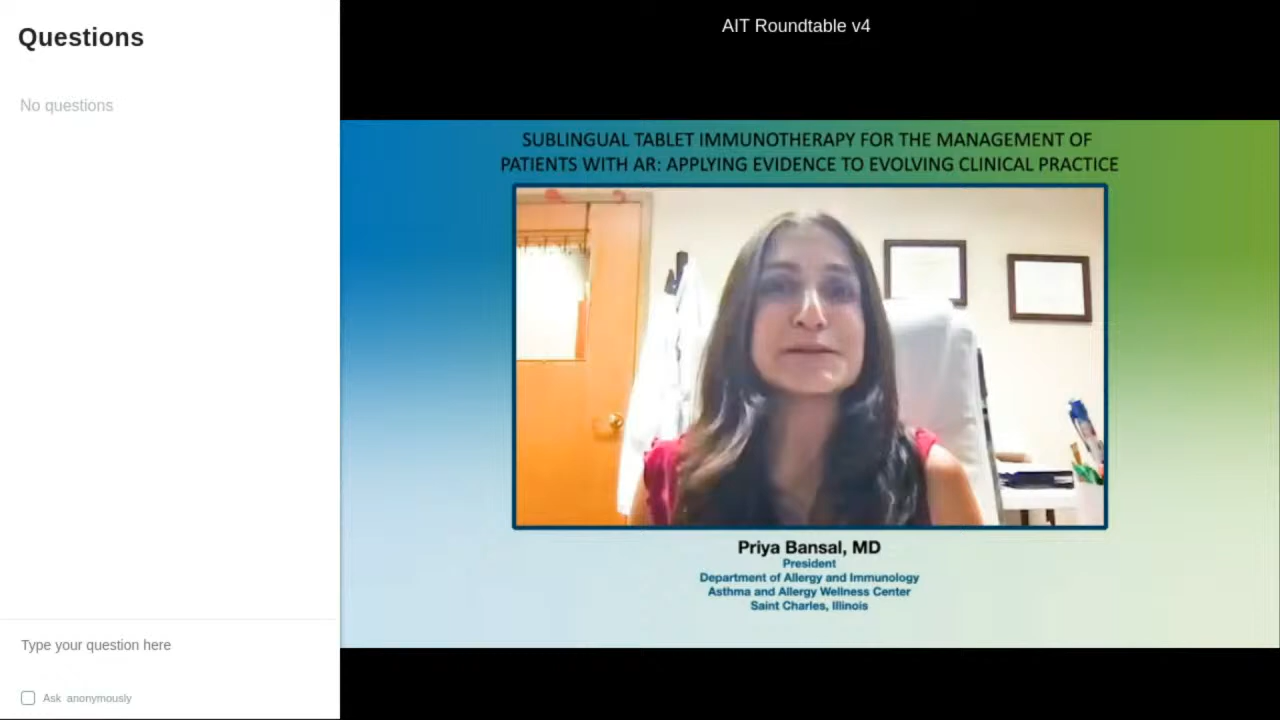 Questions
No questions
Type your question here
Ask anonymously
AIT Roundtable v4
SUBLINGUAL TABLET IMMUNOTHERAPY FOR THE MANAGEMENT OF
PATIENTS WITH AR: APPLYING EVIDENCE TO EVOLVING CLINICAL PRACTICE
Priya Bansal, MD
President
Department of Allergy and Immunology
Asthma and Allergy Wellness Center
Saint Charles, Illinois